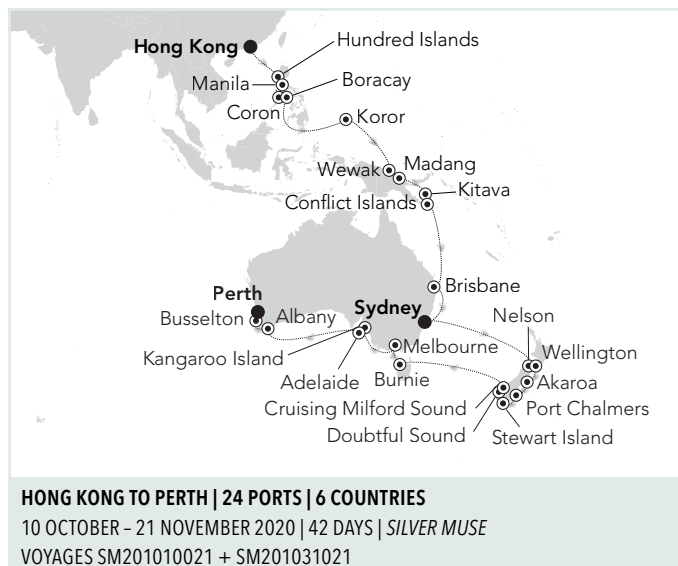 Hong Kong
Hundred Islands
Manila
Boracay
Coron
Koror
Wewak
Madang
Kitava
Conflict Islands
Brisbane
Perth
Sydney
Nelson
Busselton
Albany
Wellington
Kangaroo Island
Melbourne
Adelaide
Burnie
Akaroa
Cruising Milford Sound
Port Chalmers
Doubtful Sound
Stewart Island
HONG KONG TO PERTH | 24 PORTS | 6 COUNTRIES
10 OCTOBER – 21 NOVEMBER 2020 | 42 DAYS | SILVER MUSE
VOYAGES SM201010021 + SM201031021